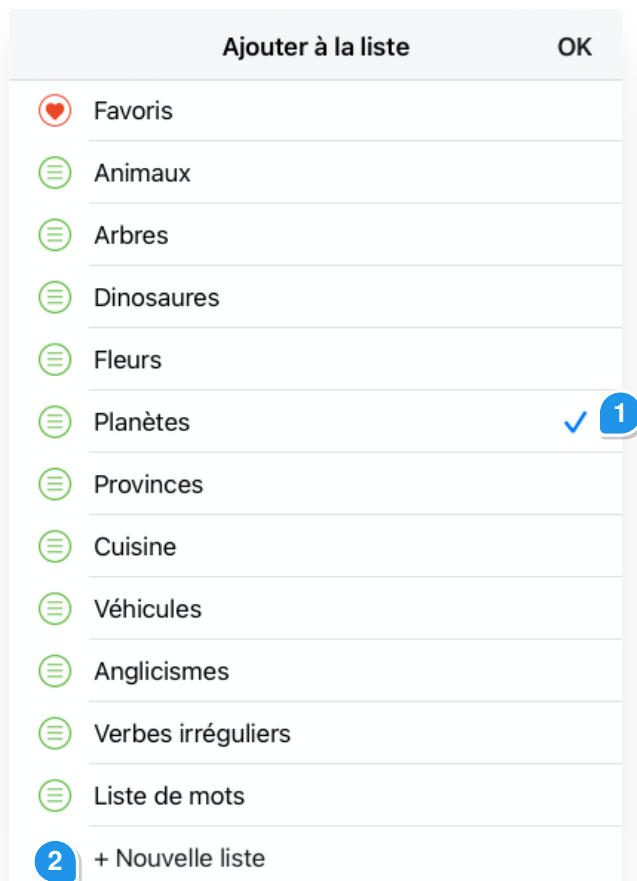 Ajouter à la liste OK
Favoris
Animaux
Arbres
Dinosaures
Fleurs
Planètes 1
Provinces
Cuisine
Véhicules
Anglicismes
Verbes irréguliers
Liste de mots
2 + Nouvelle liste